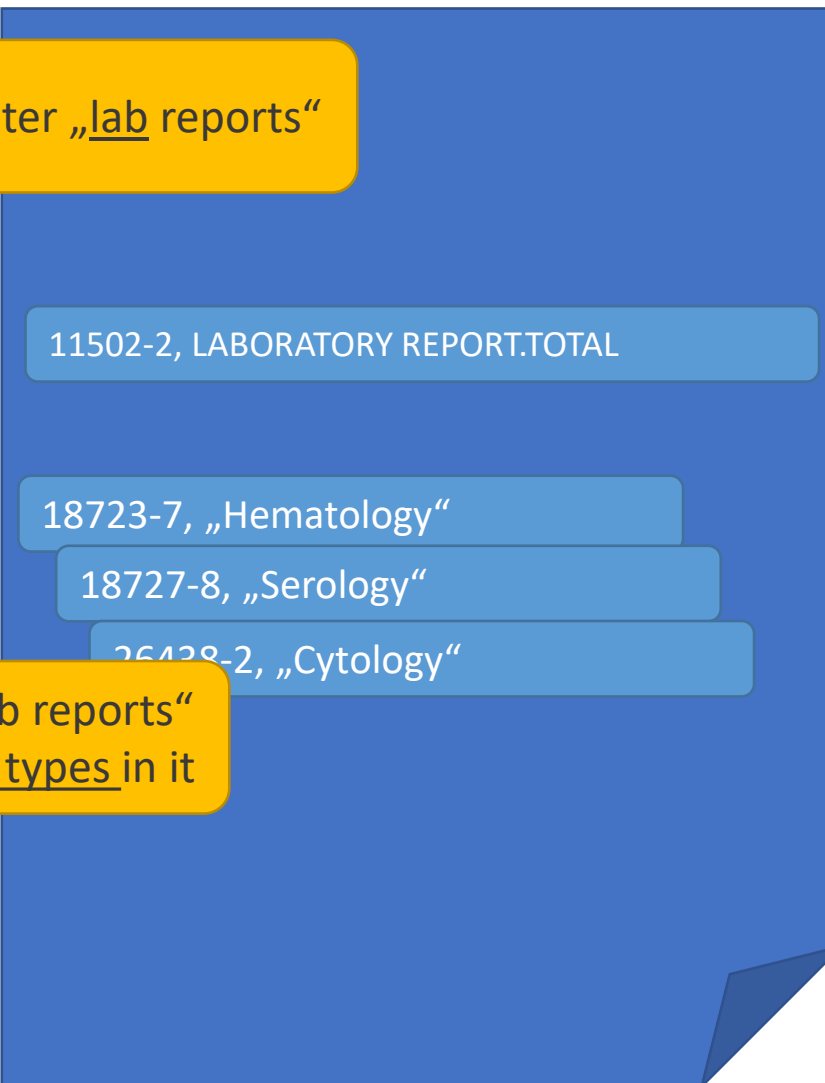 ter „lab reports“
11502-2, LABORATORY REPORT.TOTAL
18723-7, „Hematology“
18727-8, „Serology“
26438-2, „Cytology“
b reports“
types in it